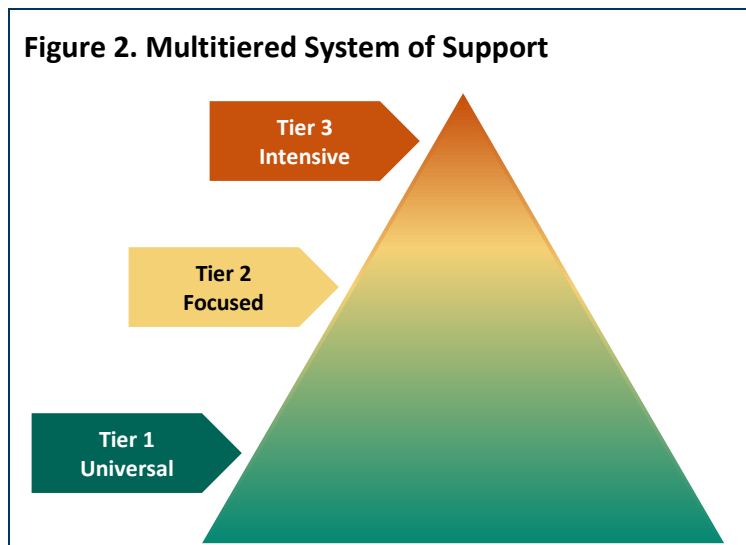 Figure 2. Multitiered System of Support
Tier 3
Intensive
Tier 2
Focused
Tier 1
Universal